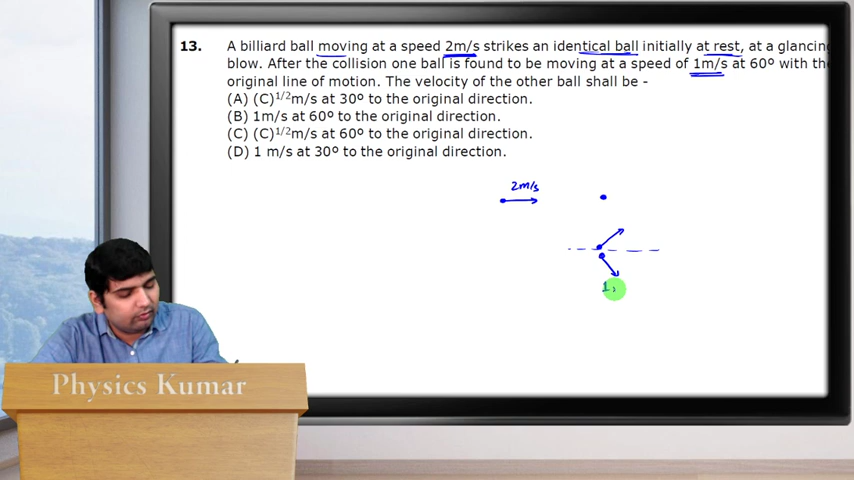 13. A billiard ball moving at a speed 2m/s strikes an identical ball initially at rest, at a glancing
blow. After the collision one ball is found to be moving at a speed of 1m/s at 60º with the
original line of motion. The velocity of the other ball shall be -
(A) (C)1/2m/s at 30º to the original direction.
(B) 1m/s at 60º to the original direction.
(C) (C)1/2m/s at 60º to the original direction.
(D) 1 m/s at 30º to the original direction.
2m/s
1
Physics Kumar